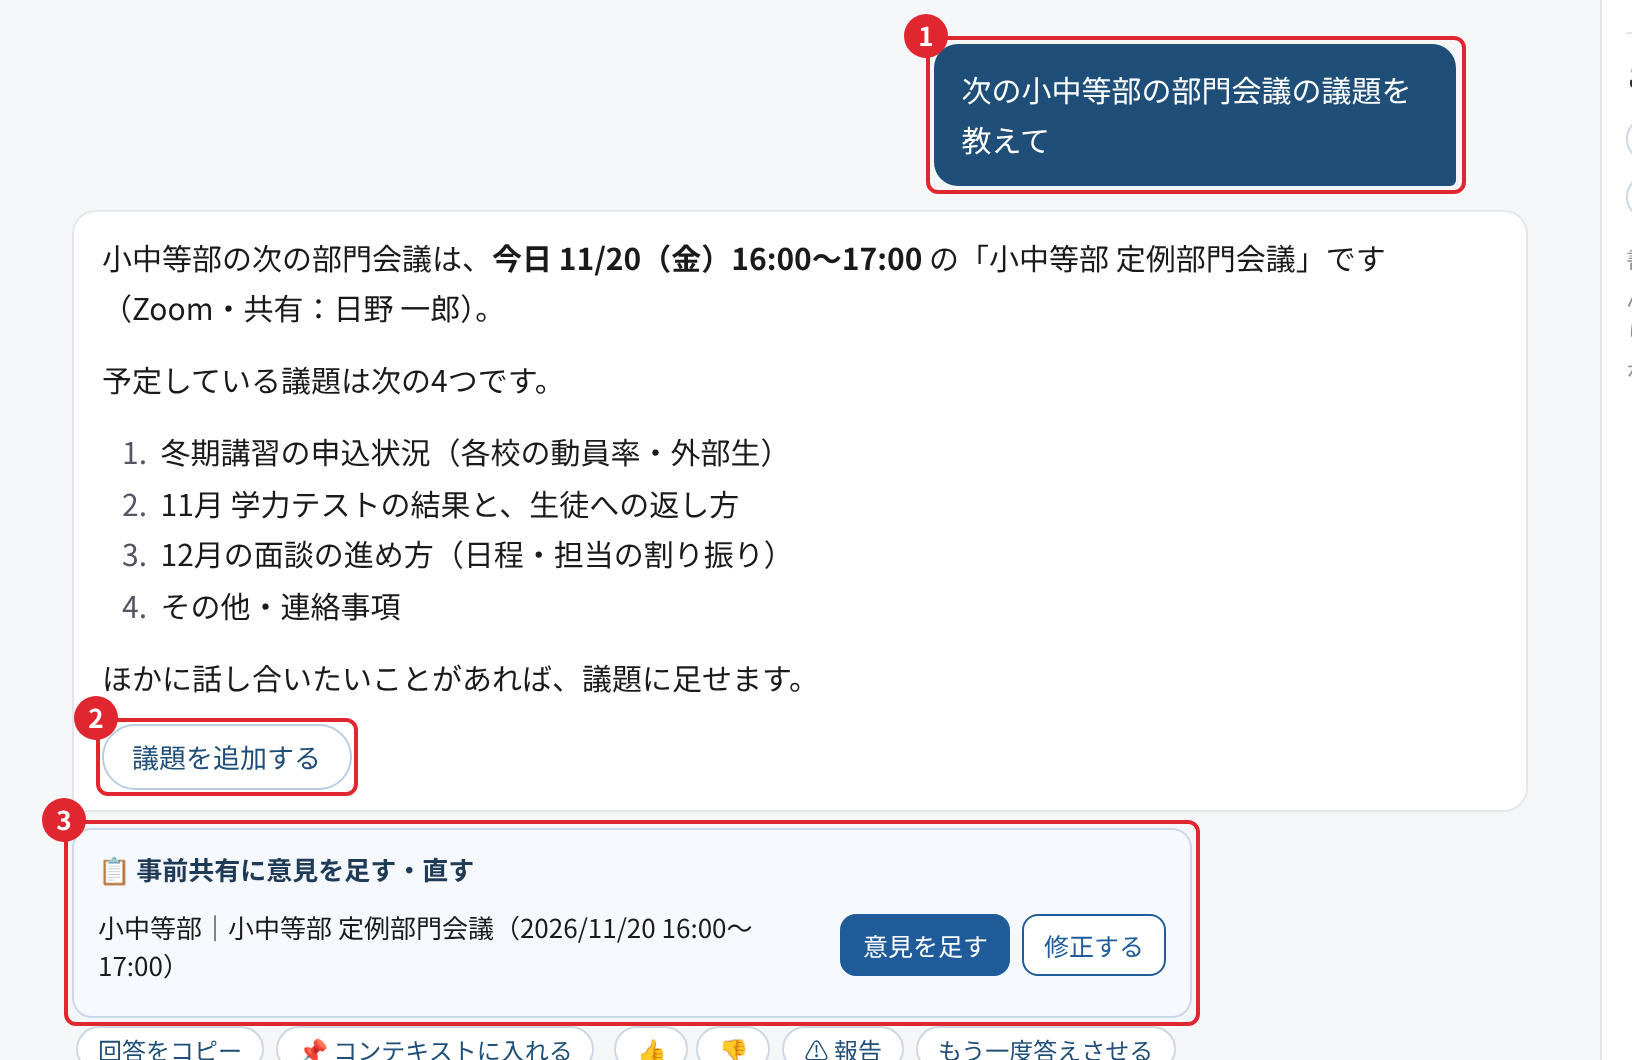 1
次の小中等部の部門会議の議題を
教えて
小中等部の次の部門会議は、今日 11/20（金）16:00〜17:00 の「小中等部 定例部門会議」です
（Zoom・共有：日野 一郎）。
予定している議題は次の4つです。
1. 冬期講習の申込状況（各校の動員率・外部生）
2. 11月 学力テストの結果と、生徒への返し方
3. 12月の面談の進め方（日程・担当の割り振り）
4. その他・連絡事項
ほかに話し合いたいことがあれば、議題に足せます。
2
議題を追加する
3
📋 事前共有に意見を足す・直す
小中等部｜小中等部 定例部門会議（2026/11/20 16:00〜
17:00）
意見を足す 修正する
回答をコピー 📌 コンテキストに入れる 👍 👎 ⚠ 報告 もう一度答えさせる